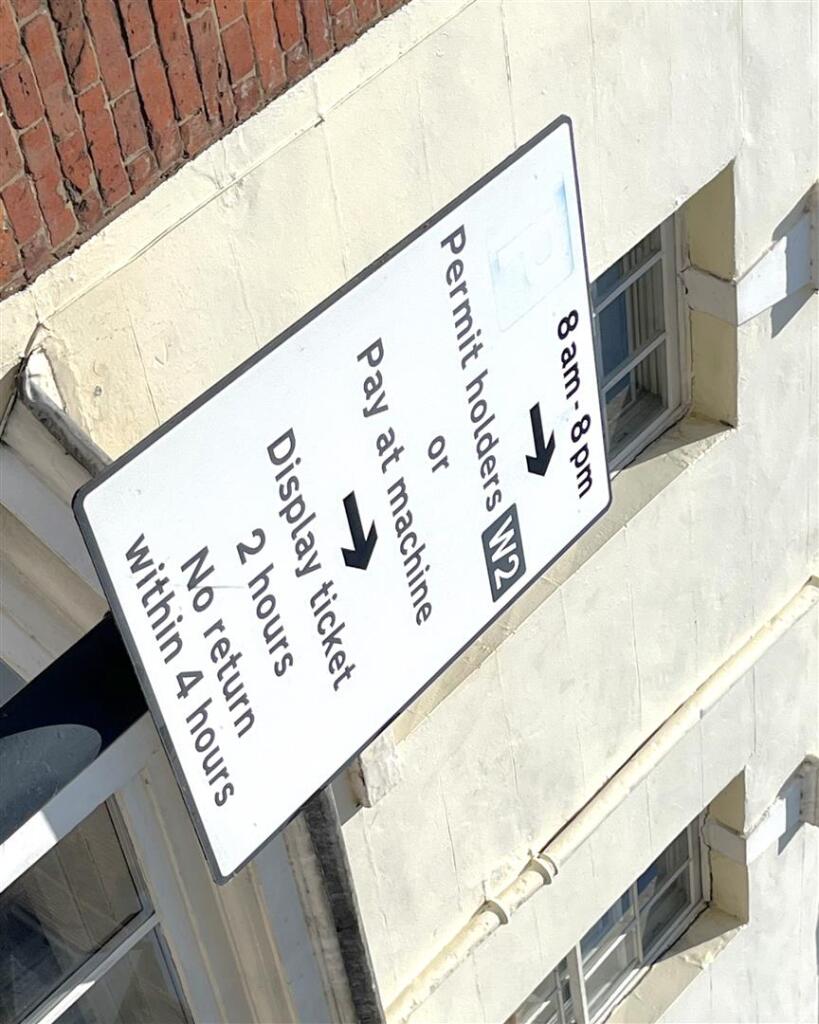 P
8 am - 8 pm
Permit holders W2
or
Pay at machine
Display ticket
2 hours
No return
within 4 hours